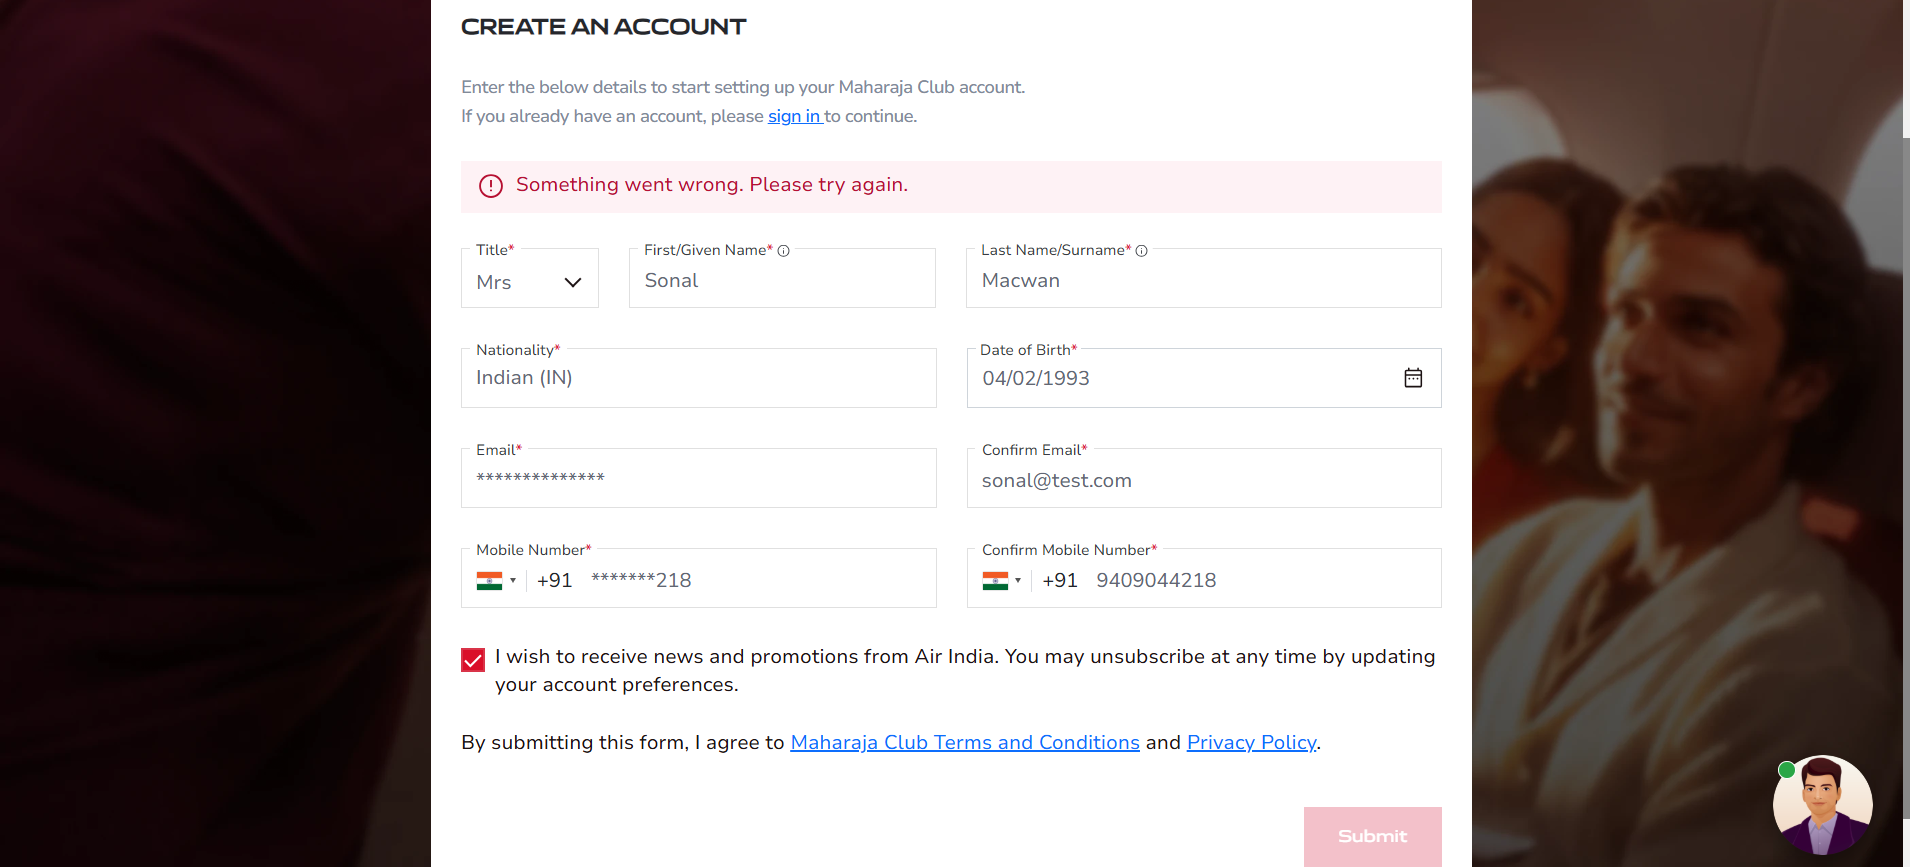 CREATE AN ACCOUNT
Enter the below details to start setting up your Maharaja Club account.
If you already have an account, please sign in to continue.
Something went wrong. Please try again.
Title* First/Given Name* Last Name/Surname*
Mrs Sonal Macwan
Nationality* Date of Birth*
Indian (IN) 04/02/1993
Email* Confirm Email*
************** sonal@test.com
Mobile Number* Confirm Mobile Number*
+91 *******218 +91 9409044218
I wish to receive news and promotions from Air India. You may unsubscribe at any time by updating
your account preferences.
By submitting this form, I agree to Maharaja Club Terms and Conditions and Privacy Policy.
Submit